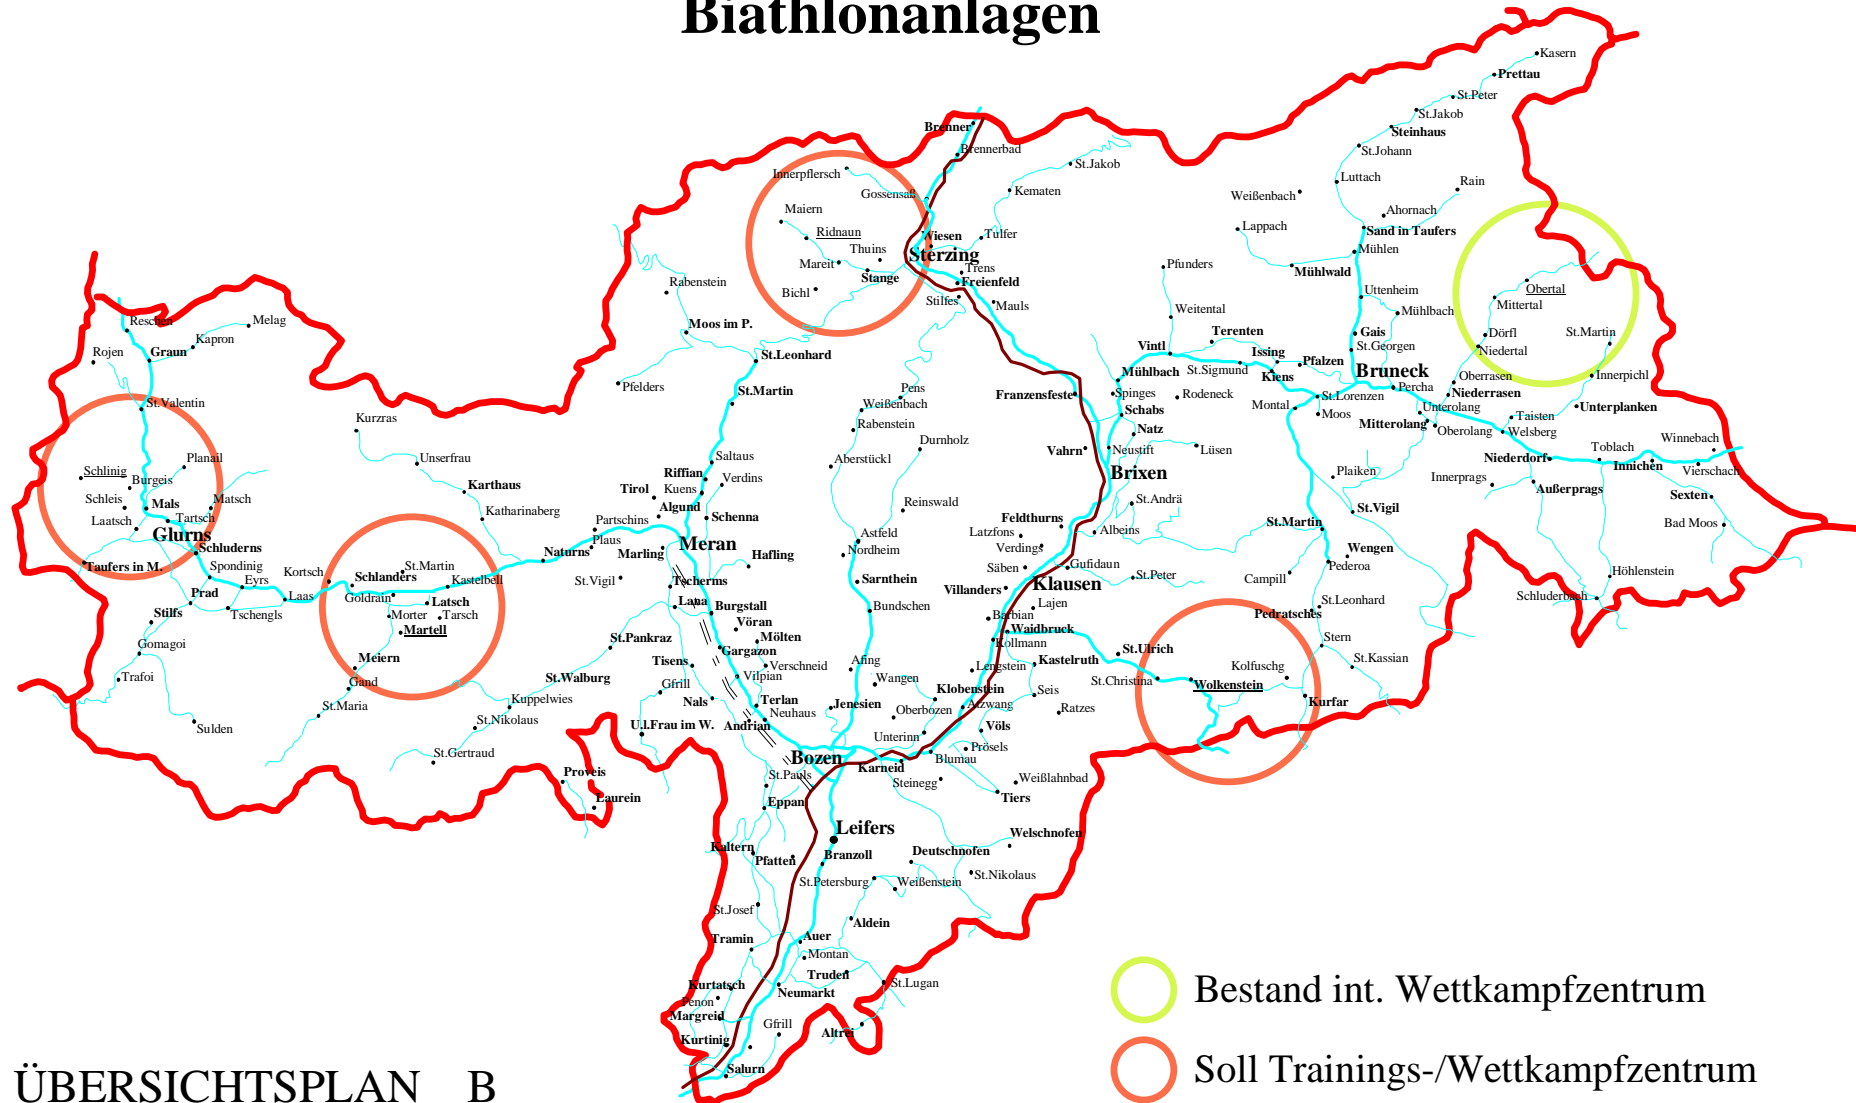 Biathlonanlagen
Kasern
Prettau
St.Peter
St.Jakob
Steinhaus
St.Johann
Brenner
Brennerbad
St.Jakob
Innerpflersch
Gossensaß
Kematen
Luttach
Rain
Weißenbach
Ahornach
Maiern
Ridnaun
Wiesen
Tulfer
Lappach
Sand in Taufers
Thuins
Sterzing
Mühlen
Mareit
Stange
Trens
Freienfeld
Pfunders
Mühlwald
Rabenstein
Bichl
Stilfes
Mauls
Uttenheim
Obertal
Mittertal
Weitental
Mühlbach
Reschen
Melag
Moos im P.
Terenten
Gais
Dörfl
St.Martin
Kapron
Rojen
Graun
St.Leonhard
Vintl
Issing
St.Georgen
Niedertal
Pfalzen
St.Sigmund
Kiens
Mühlbach
Bruneck
Oberrasen
Innerpichl
Pfelders
St.Martin
Pens
Franzensfeste
Spinges
Rodeneck
Percha
Niederrasen
St.Lorenzen
St.Valentin
Weißenbach
Schabs
Montal
Moos
Unterolang
Unterplanken
Kurzras
Rabenstein
Natz
Mitterolang
Taisten
Oberolang
Welsberg
Durnholz
Vahrn
Neustift
Lüsen
Toblach
Winnebach
Unserfrau
Saltaus
Aberstückl
Niederdorf
Innichen
Vierschach
Schlinig
Planail
Burgeis
Riffian
Verdins
Brixen
Plaiken
Innerprags
Außerprags
Karthaus
Tirol
Kuens
Sexten
Schleis
Mals
Matsch
Katharinaberg
Algund
Reinswald
St.Andrä
St.Vigil
Laatsch
Tartsch
Partschins
Schenna
Feldthurns
St.Martin
Bad Moos
Glurns
Plaus
Meran
Astfeld
Latzfons
Albeins
Schluderns
Naturns
Marling
Hafling
Nordheim
Verdings
Wengen
Taufers in M.
Spondinig
Kortsch
St.Martin
Säben
Gufidaun
Pederoa
Eyrs
Schlanders
Kastelbell
St.Vigil
Tscherms
Sarnthein
Klausen
St.Peter
Campill
Höhlenstein
Prad
Laas
Goldrain
Latsch
Lana
Burgstall
Villanders
Schluderbach
Stilfs
Tschengls
Morter
Tarsch
Bundschen
Lajen
St.Leonhard
Martell
Vöran
Barbian
Pedratsches
Gomagoi
St.Pankraz
Mölten
Waidbruck
Kollmann
Stern
Meiern
Gargazon
Tisens
Verschneid
Afing
Lengstein
Kastelruth
St.Ulrich
Kolfuschg
St.Kassian
Trafoi
Gand
St.Walburg
Gfrill
Vilpian
Wangen
St.Christina
Wolkenstein
St.Maria
Kuppelwies
Nals
Terlan
Klobenstein
Seis
Kurfar
Neuhaus
Jenesien
Oberbozen
Atzwang
Ratzes
Sulden
St.Nikolaus
U.l.Frau im W.
Andrian
Völs
Unterinn
St.Gertraud
Bozen
Prösels
Blumau
Proveis
St.Pauls
Karneid
Steinegg
Weißlahnbad
Laurein
Eppan
Tiers
Leifers
Welschnofen
Kaltern
Pfatten
Branzoll
Deutschnofen
St.Petersburg
Weißenstein
St.Nikolaus
St.Josef
Aldein
Tramin
Auer
Montan
Truden
Kurtatsch
Neumarkt
St.Lugan
Penon
Margreid
Gfrill
Altrei
Kurtinig
Salurn
Bestand int. Wettkampfzentrum
Soll Trainings-/Wettkampfzentrum
ÜBERSICHTSPLAN B